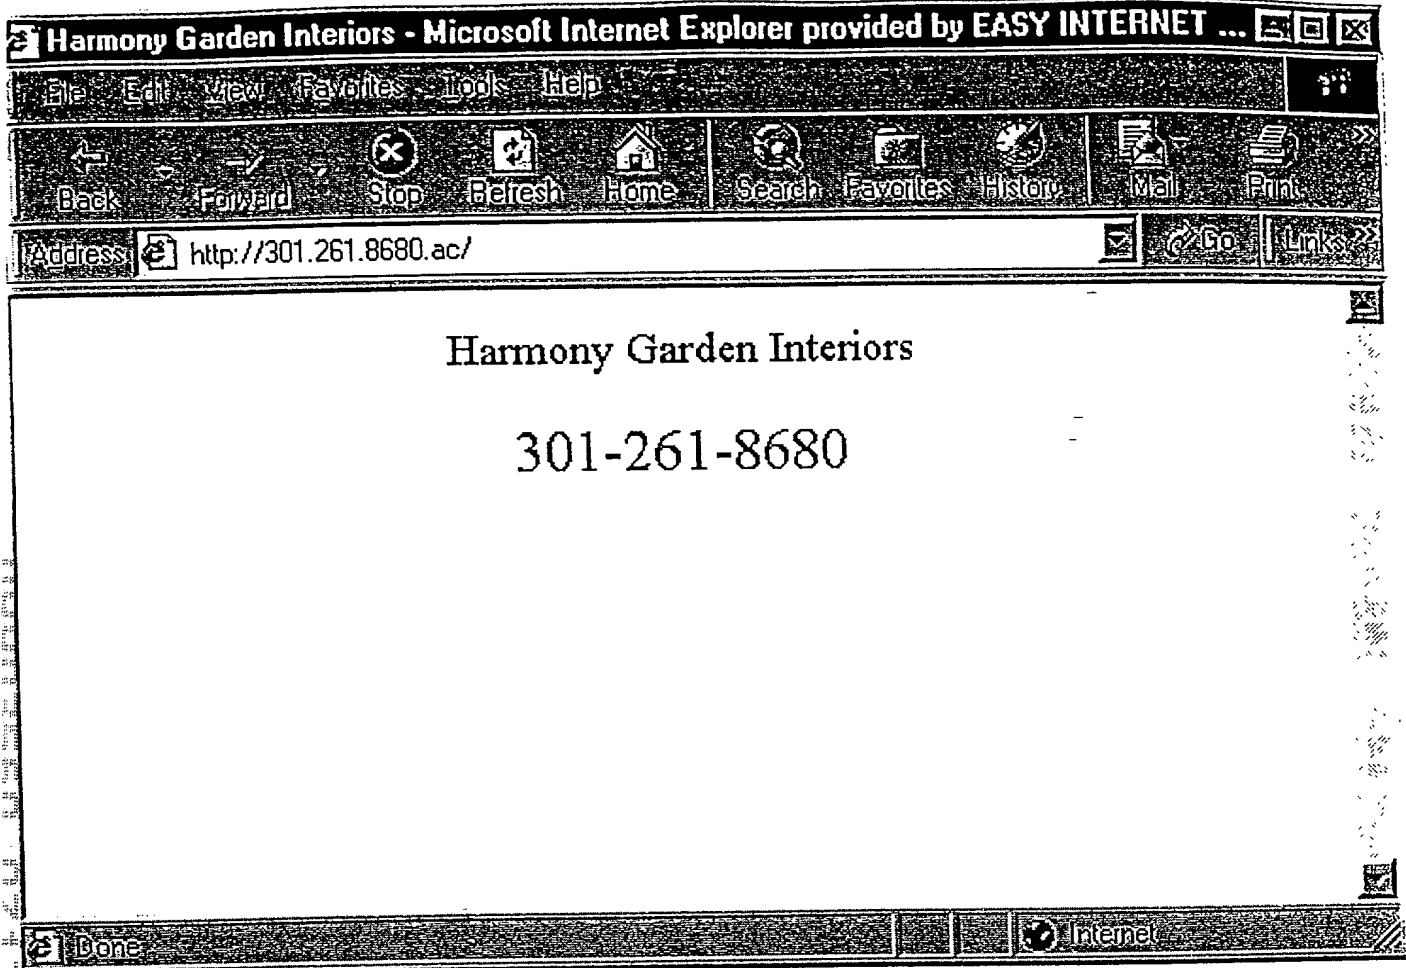 Harmony Garden Interiors - Microsoft Internet Explorer provided by EASY INTERNET ...
File Edit View Favorites Tools Help
Back Forward Stop Refresh Home Search Favorites History Mail Print
Address http://301.261.8680.ac/ Go Links
Harmony Garden Interiors
301-261-8680
Done Internet